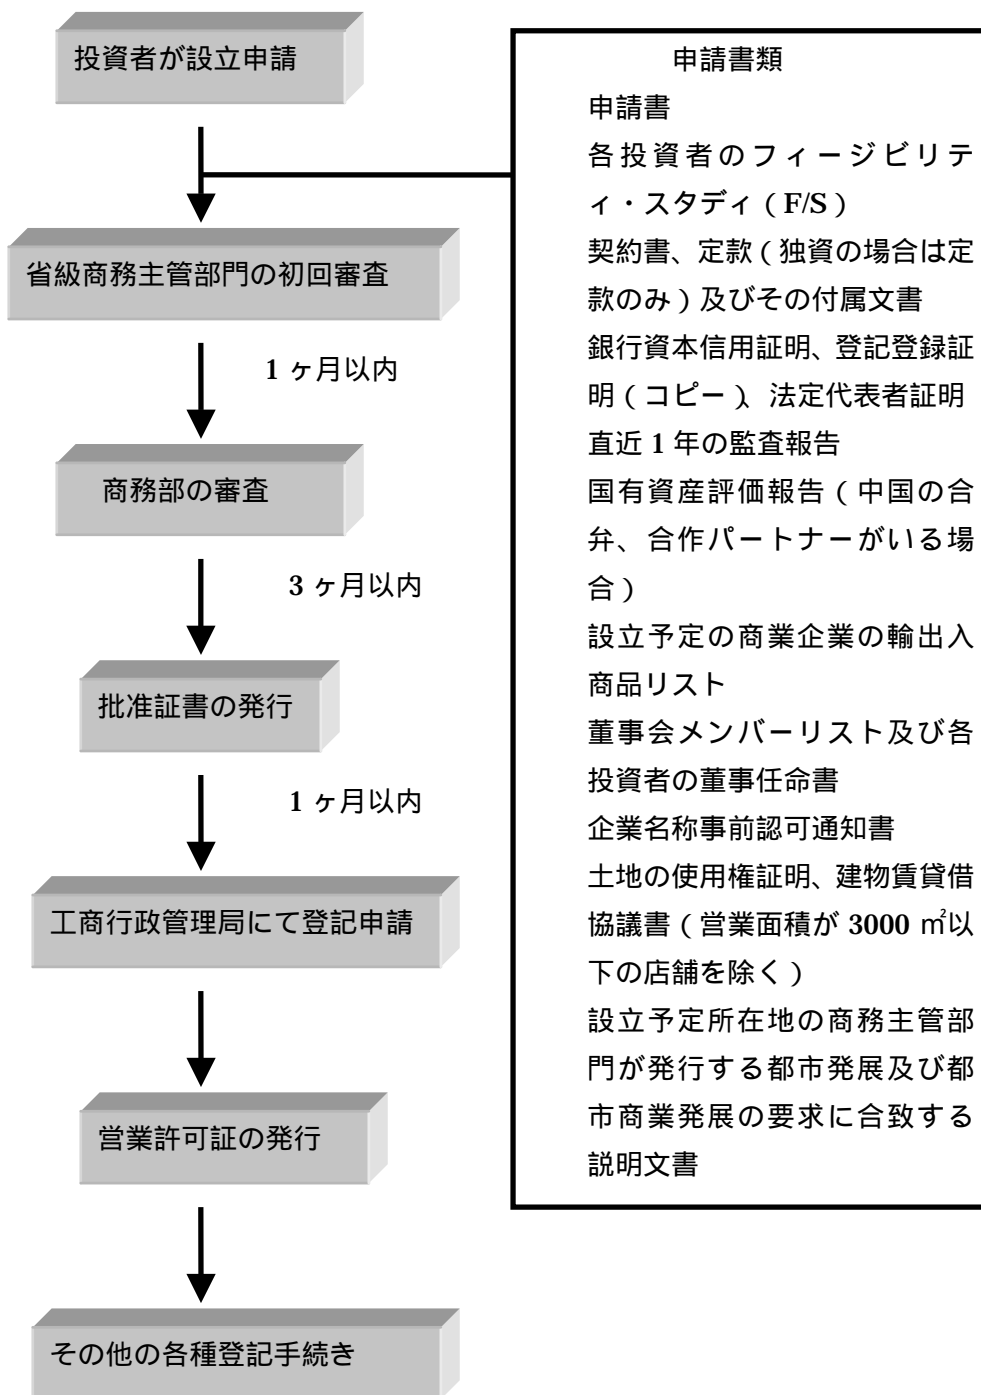 投資者が設立申請
省級商務主管部門の初回審査
1 ヶ月以内
商務部の審査
3 ヶ月以内
批准証書の発行
1 ヶ月以内
工商行政管理局にて登記申請
営業許可証の発行
その他の各種登記手続き
申請書類
申請書
各投資者のフィージビリテ
ィ・スタディ（F/S）
契約書、定款（独資の場合は定
款のみ）及びその付属文書
銀行資本信用証明、登記登録証
明（コピー）、法定代表者証明
直近 1 年の監査報告
国有資産評価報告（中国の合
弁、合作パートナーがいる場
合）
設立予定の商業企業の輸出入
商品リスト
董事会メンバーリスト及び各
投資者の董事任命書
企業名称事前認可通知書
土地の使用権証明、建物賃貸借
協議書（営業面積が 3000 ㎡以
下の店舗を除く）
設立予定所在地の商務主管部
門が発行する都市発展及び都
市商業発展の要求に合致する
説明文書